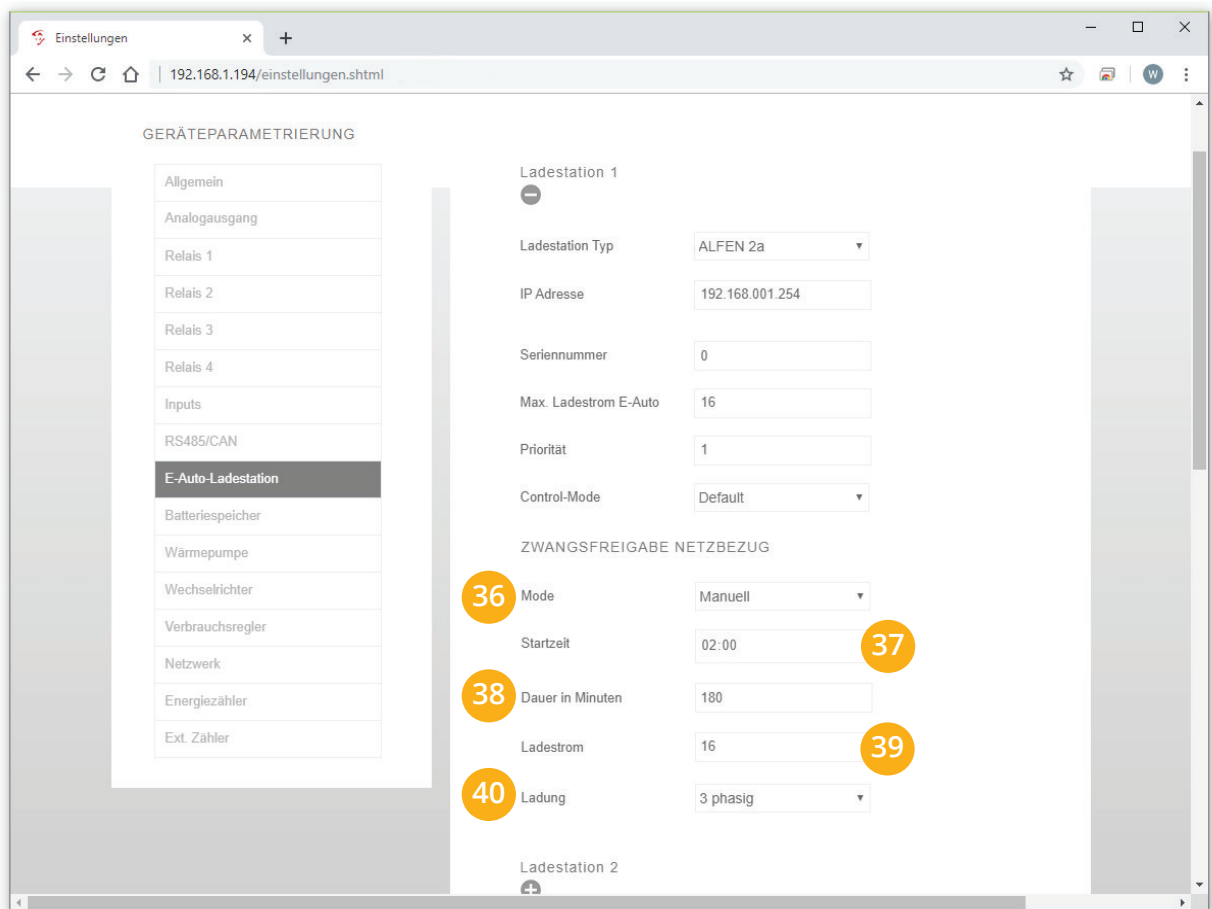 Einstellungen
192.168.1.194/einstellungen.shtml
W
GERÄTEPARAMETRIERUNG
Allgemein
Analogausgang
Relais 1
Relais 2
Relais 3
Relais 4
Inputs
RS485/CAN
E-Auto-Ladestation
Batteriespeicher
Wärmepumpe
Wechselrichter
Verbrauchsregler
Netzwerk
Energiezähler
Ext. Zähler
Ladestation 1
Ladestation Typ ALFEN 2a
IP Adresse 192.168.001.254
Seriennummer 0
Max. Ladestrom E-Auto 16
Priorität 1
Control-Mode Default
ZWANGSFREIGABE NETZBEZUG
36 Mode Manuell
Startzeit 02:00 37
38 Dauer in Minuten 180
Ladestrom 16 39
40 Ladung 3 phasig
Ladestation 2